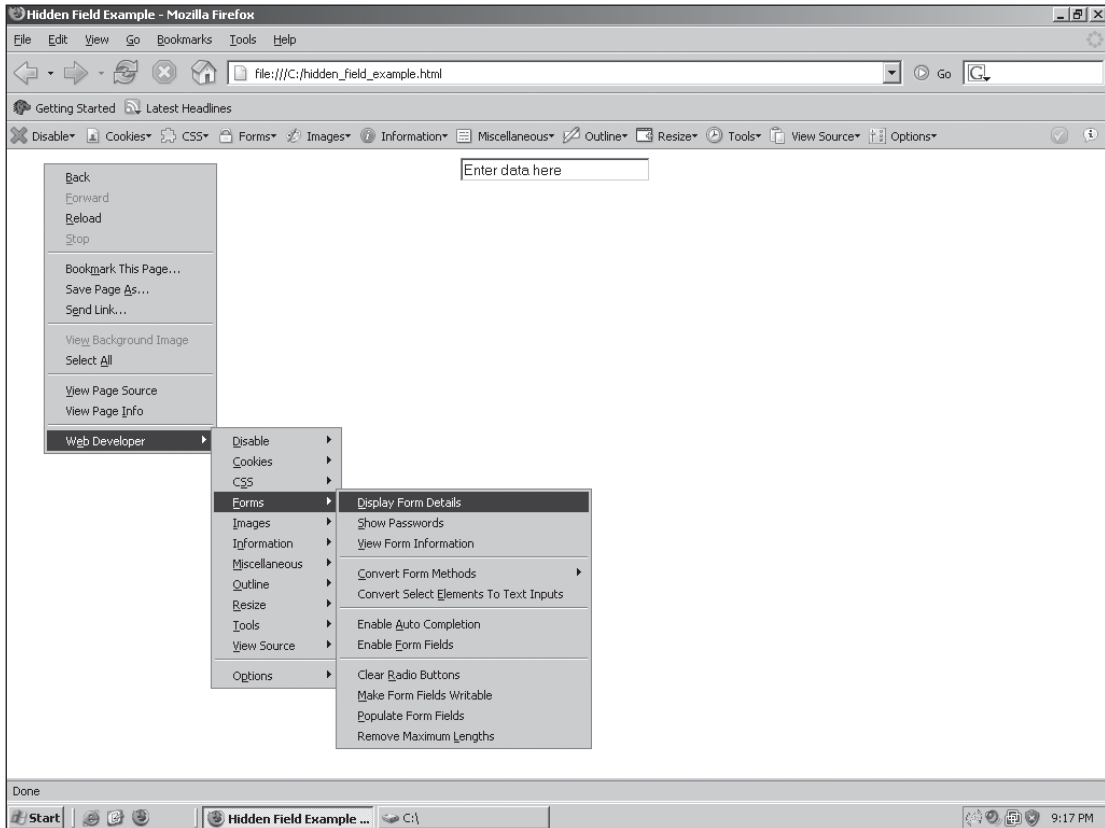 Hidden Field Example - Mozilla Firefox
File Edit View Go Bookmarks Tools Help
file:///C:/hidden_field_example.html Go G
Getting Started Latest Headlines
Disable Cookies CSS Forms Images Information Miscellaneous Outline Resize Tools View Source Options
Enter data here
Back
Forward
Reload
Stop
Bookmark This Page...
Save Page As...
Send Link...
View Background Image
Select All
View Page Source
View Page Info
Web Developer
Disable
Cookies
CSS
Forms
Images
Information
Miscellaneous
Outline
Resize
Tools
View Source
Options
Display Form Details
Show Passwords
View Form Information
Convert Form Methods
Convert Select Elements To Text Inputs
Enable Auto Completion
Enable Form Fields
Clear Radio Buttons
Make Form Fields Writable
Populate Form Fields
Remove Maximum Lengths
Done
Start Hidden Field Example ... C:\ 9:17 PM